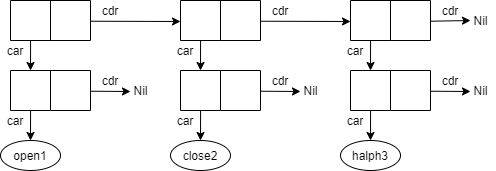 cdr cdr cdr Nil
car car car
cdr Nil cdr Nil cdr Nil
car car car
open1 close2 halph3